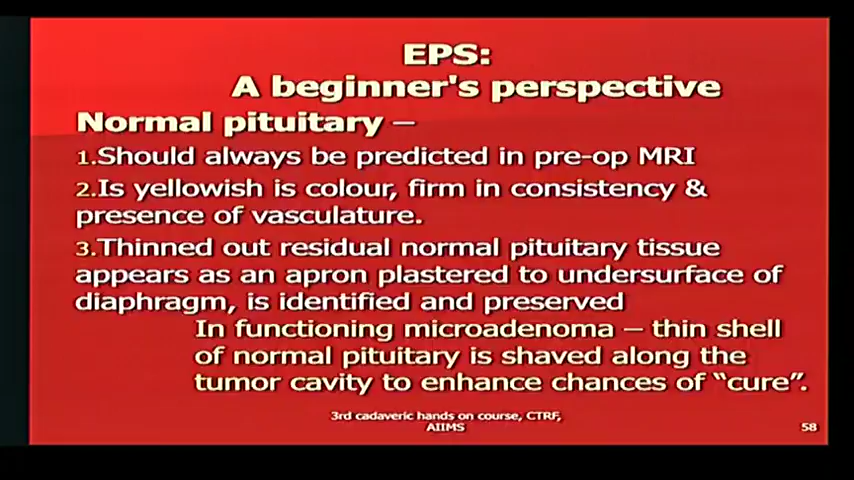 EPS:
A beginner's perspective
Normal pituitary –
1.Should always be predicted in pre-op MRI
2.Is yellowish is colour, firm in consistency &
presence of vasculature.
3.Thinned out residual normal pituitary tissue
appears as an apron plastered to undersurface of
diaphragm, is identified and preserved
In functioning microadenoma – thin shell
of normal pituitary is shaved along the
tumor cavity to enhance chances of “cure”.
3rd cadaveric hands on course, CTRF,
AIIMS
58